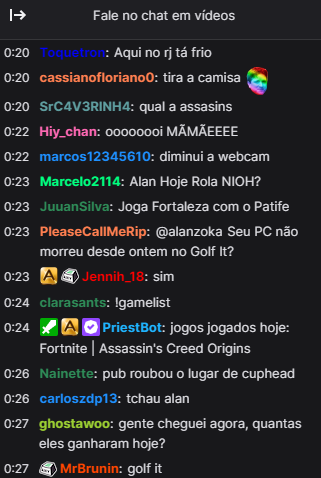 Fale no chat em vídeos
0:20 Toquetron: Aqui no rj tá frio
0:20 cassianofloriano0: tira a camisa
0:20 SrC4V3RINH4: qual a assasins
0:22 Hiy_chan: oooooooi MÃMÃEEEE
0:22 marcos12345610: diminui a webcam
0:23 Marcelo2114: Alan Hoje Rola NIOH?
0:23 JuuanSilva: Joga Fortaleza com o Patife
0:23 PleaseCallMeRip: @alanzoka Seu PC não
morreu desde ontem no Golf It?
0:23 Jennih_18: sim
0:24 clarasants: !gamelist
0:24 PriestBot: jogos jogados hoje:
Fortnite | Assassin's Creed Origins
0:26 Nainette: pub roubou o lugar de cuphead
0:26 carloszdp13: tchau alan
0:27 ghostawoo: gente cheguei agora, quantas
eles ganharam hoje?
0:27 MrBrunin: golf it